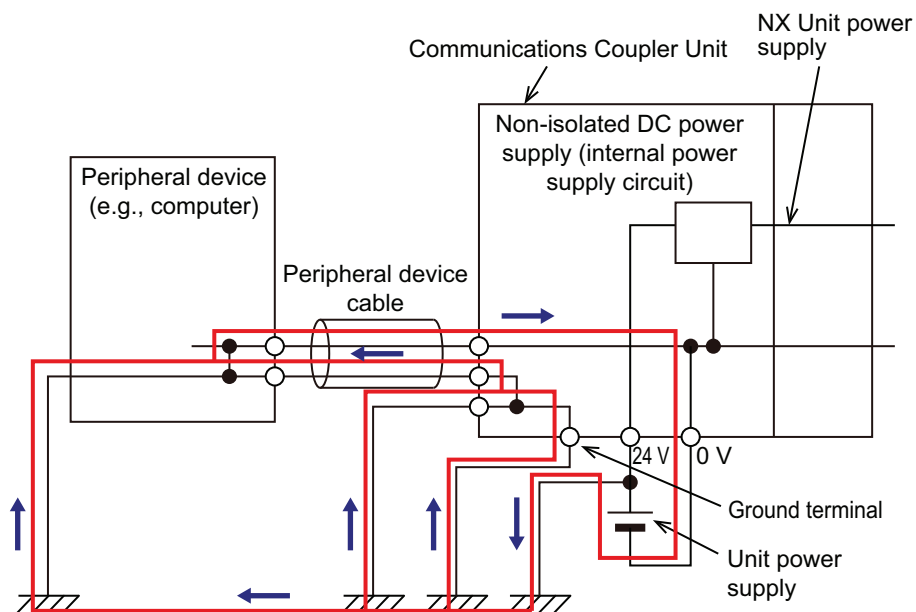 NX Unit power
supply
Communications Coupler Unit
Non-isolated DC power
supply (internal power
supply circuit)
Peripheral device
(e.g., computer)
Peripheral device
cable
24 V
0 V
Ground terminal
Unit power
supply